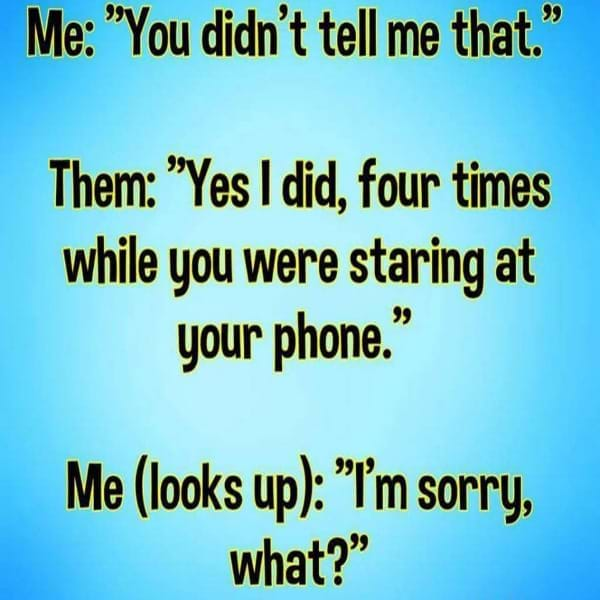 Me: ”You didn’t tell me that.”
Them: ”Yes I did, four times
while you were staring at
your phone.”
Me (looks up): ”I’m sorry,
what?”